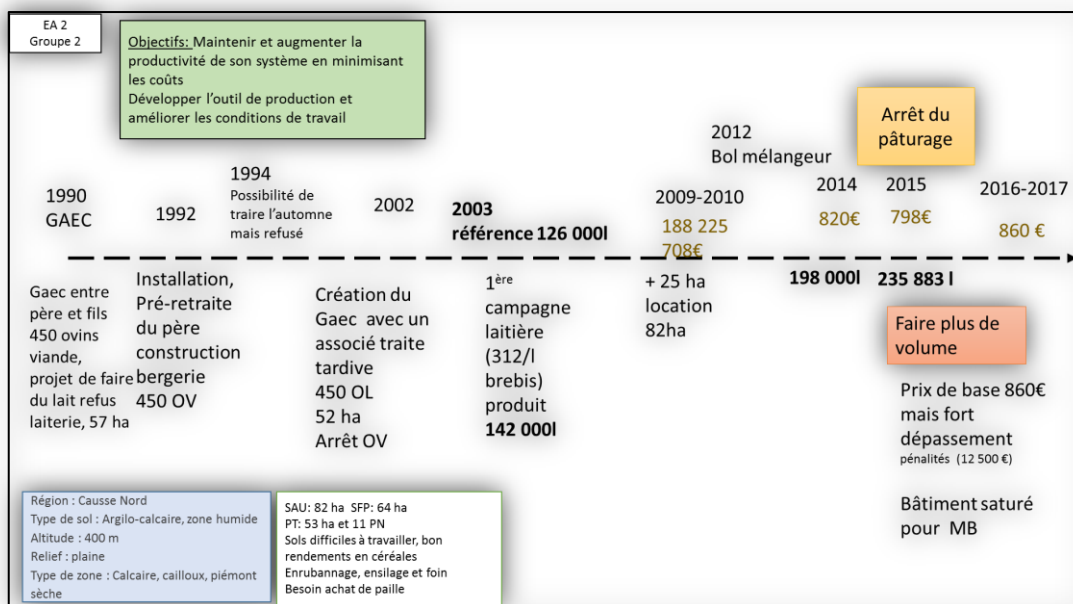 EA 2
Groupe 2
Objectifs: Maintenir et augmenter la
productivité de son système en minimisant
les coûts
Développer l'outil de production et
améliorer les conditions de travail
Arrêt du
pâturage
2012
Bol mélangeur
1990
GAEC
1992
1994
Possibilité de
traire l'automne
mais refusé
2002
2003
référence 126 000l
2009-2010
188 225
708€
2014
820€
2015
798€
2016-2017
860 €
Gaec entre
père et fils
450 ovins
viande,
projet de faire
du lait refus
laiterie, 57 ha
Installation,
Pré-retraite
du père
construction
bergerie
450 OV
Création du
Gaec avec un
associé traite
tardive
450 OL
52 ha
Arrêt OV
1ère
campagne
laitière
(312/l
brebis)
produit
142 000l
+ 25 ha
location
82ha
198 000l
235 883 l
Faire plus de
volume
Prix de base 860€
mais fort
dépassement
pénalités (12 500 €)
Bâtiment saturé
pour MB
Région : Causse Nord
Type de sol : Argilo-calcaire, zone humide
Altitude : 400 m
Relief : plaine
Type de zone : Calcaire, cailloux, piémont
sèche
SAU: 82 ha SFP: 64 ha
PT: 53 ha et 11 PN
Sols difficiles à travailler, bon
rendements en céréales
Enrubannage, ensilage et foin
Besoin achat de paille